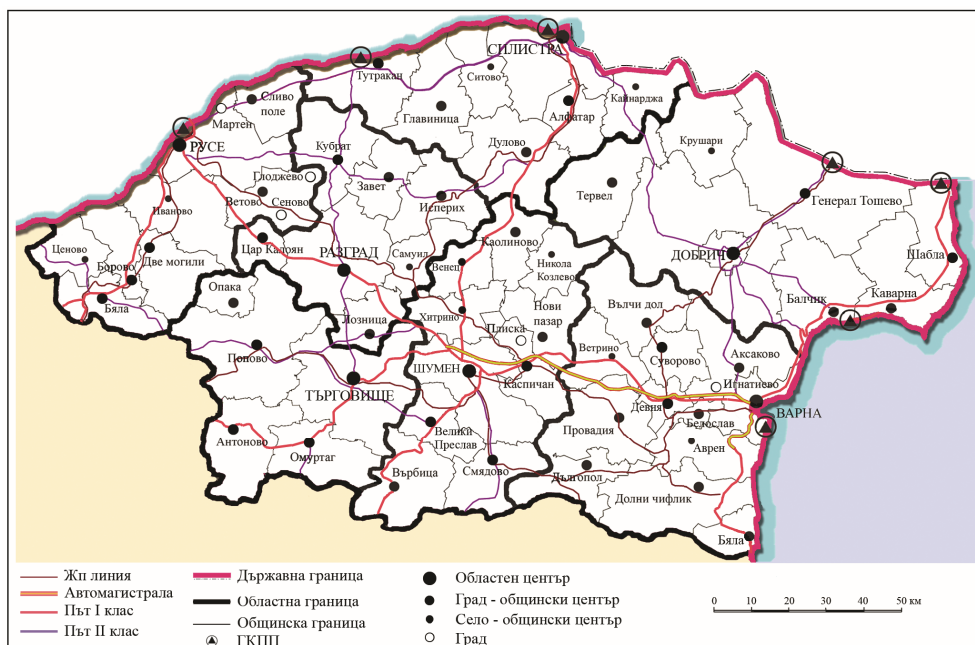 СИЛИСТРА
Тутракан
Ситово
Кайнарджа
Сливо
поле
Мартен
Главиница
Алфатар
РУСЕ
Крушари
Кубрат
Дулово
Глоджево
Завет
Тервел
Ветово
Сеново
Исперих
Генерал Тошево
Иваново
Ценово
Две могили
Цар Калоян
РАЗГРАД
Самуил
Каолиново
Венец
Никола
Козлево
ДОБРИЧ
Шабла
Борово
Бяла
Опака
Лозница
Хитрино
Плиска
Нови
пазар
Вълчи дол
Балчик
Каварна
Попово
Ветрино
Суворово
Аксаково
ШУМЕН
Каспичан
Игнатиево
ТЪРГОВИЩЕ
Девня
ВАРНА
Белослав
Антоново
Омуртаг
Велики
Преслав
Провадия
Аврен
Върбица
Смядово
Дългопол
Долни чифлик
Бяла
Жп линия
Автомагистрала
Път I клас
Път II клас
Държавна граница
Областна граница
Общинска граница
ГКПП
Областен център
Град - общински център
Село - общински център
Град
0 10 20 30 40 50 км